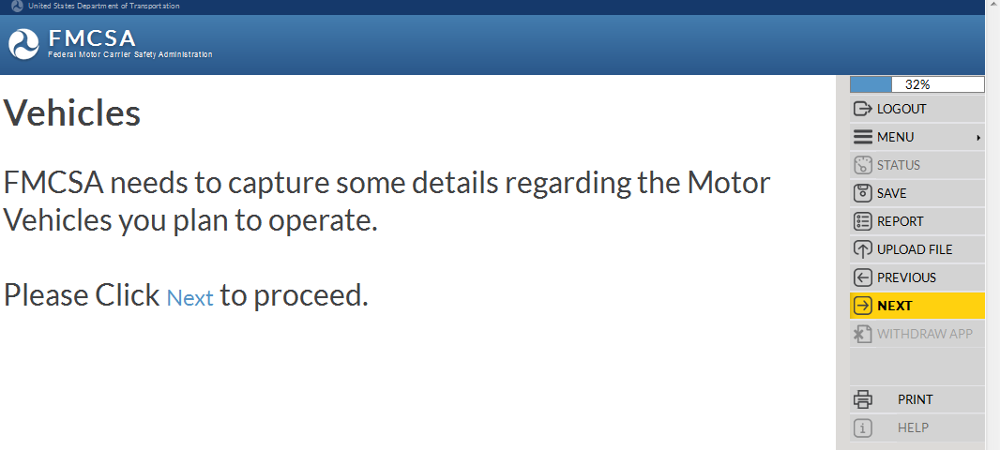 United States Department of Transportation
FMCSA
Federal Motor Carrier Safety Administration
Vehicles
FMCSA needs to capture some details regarding the Motor
Vehicles you plan to operate.
Please Click Next to proceed.
32%
LOGOUT
MENU
STATUS
SAVE
REPORT
UPLOAD FILE
PREVIOUS
NEXT
WITHDRAW APP
PRINT
HELP